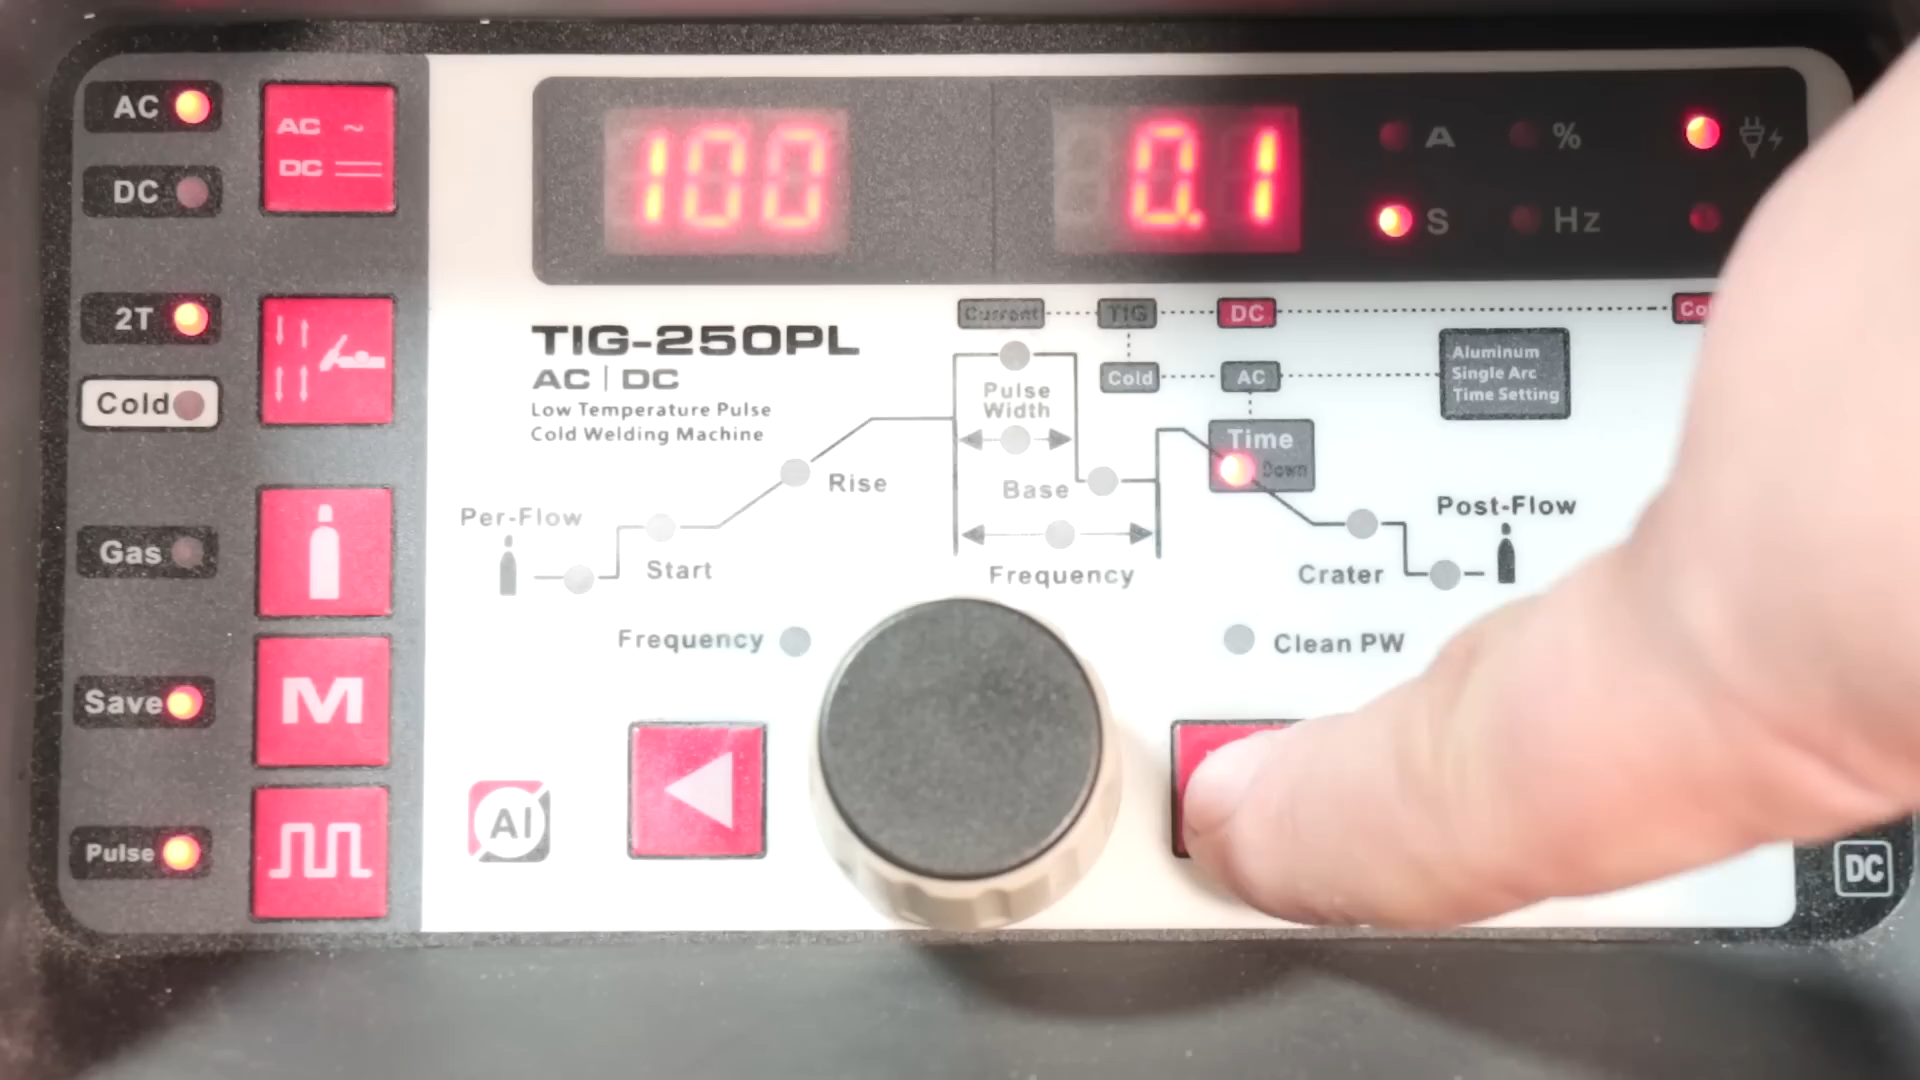 AC
AC ~
DC
DC
2T
Cold
Gas
Save
M
Pulse
100
0.1
A
%
S
Hz
TIG-250PL
AC | DC
Low Temperature Pulse
Cold Welding Machine
Current
TIG
DC
Cold
AC
Aluminum
Single Arc
Time Setting
Pulse
Width
Time
Down
Rise
Base
Per-Flow
Start
Frequency
Crater
Post-Flow
Frequency
Clean PW
AI
DC